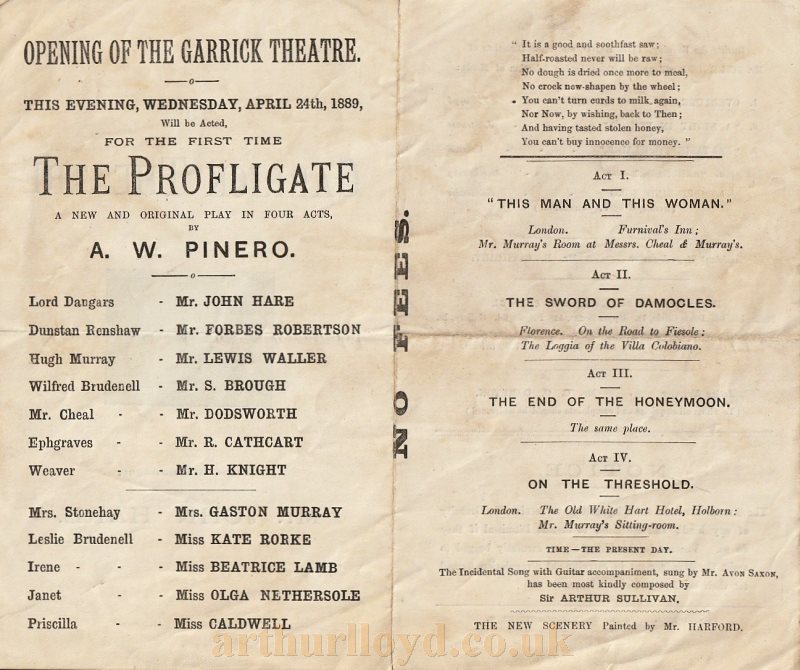 OPENING OF THE GARRICK THEATRE.
THIS EVENING, WEDNESDAY, APRIL 24th, 1889,
Will be Acted,
FOR THE FIRST TIME
THE PROFLIGATE
A NEW AND ORIGINAL PLAY IN FOUR ACTS,
BY
A. W. PINERO.
Lord Dangars - Mr. JOHN HARE
Dunstan Renshaw - Mr. FORBES ROBERTSON
Hugh Murray - Mr. LEWIS WALLER
Wilfred Brudenell - Mr. S. BROUGH
Mr. Cheal - - Mr. DODSWORTH
Ephgraves - - Mr. R. CATHCART
Weaver - - Mr. H. KNIGHT
Mrs. Stonehay - Mrs. GASTON MURRAY
Leslie Brudenell - Miss KATE RORKE
Irene - - - Miss BEATRICE LAMB
Janet - - Miss OLGA NETHERSOLE
Priscilla - - Miss CALDWELL
NO FEES.
" It is a good and soothfast saw;
Half-roasted never will be raw;
No dough is dried once more to meal,
No crock new-shapen by the wheel;
You can't turn curds to milk again,
Nor Now, by wishing, back to Then;
And having tasted stolen honey,
You can't buy innocence for money. "
ACT I.
"THIS MAN AND THIS WOMAN."
London. Furnival's Inn;
Mr. Murray's Room at Messrs. Cheal & Murray's.
ACT II.
THE SWORD OF DAMOCLES.
Florence. On the Road to Fiesole:
The Loggia of the Villa Colobiano.
ACT III.
THE END OF THE HONEYMOON.
The same place.
ACT IV.
ON THE THRESHOLD.
London. The Old White Hart Hotel, Holborn:
Mr. Murray's Sitting-room.
TIME—THE PRESENT DAY.
The Incidental Song with Guitar accompaniment, sung by Mr. AVON SAXON,
has been most kindly composed by
Sir ARTHUR SULLIVAN.
THE NEW SCENERY Painted by Mr. HARFORD.
arthurlloyd.co.uk